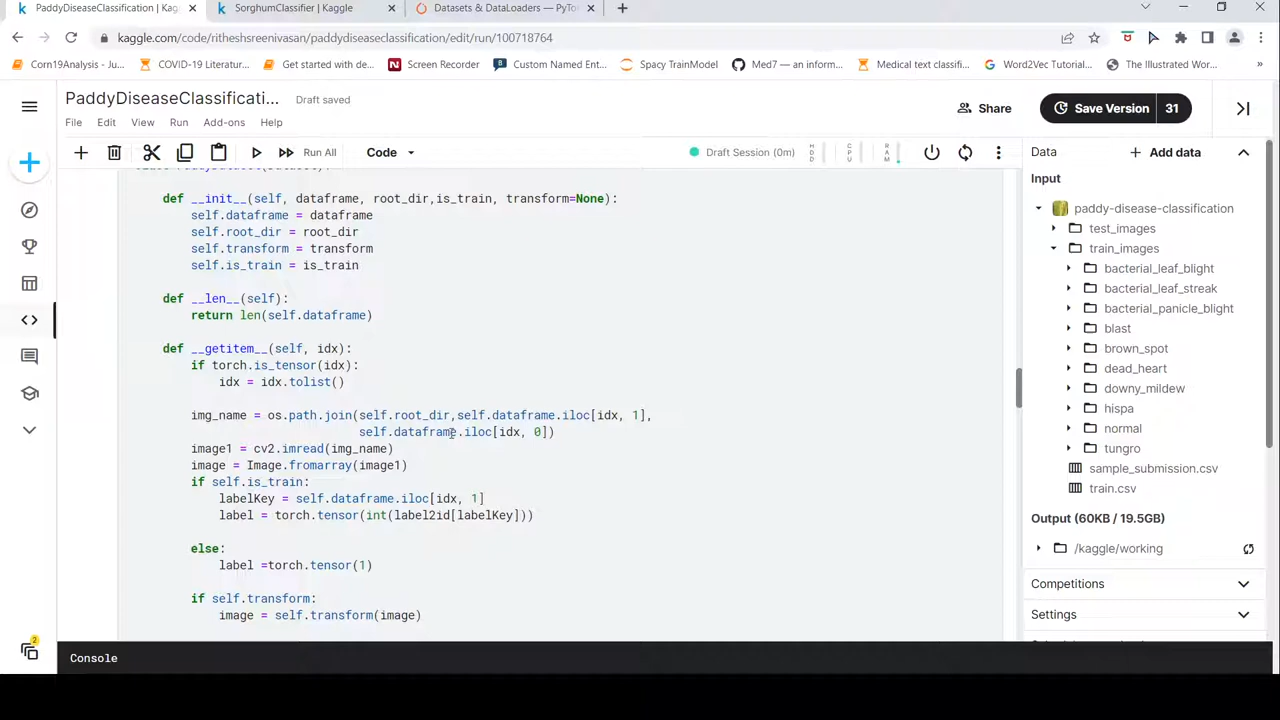 PaddyDiseaseClassification | Kag
SorghumClassifier | Kaggle
Datasets & DataLoaders — PyTo
kaggle.com/code/ritheshsreenivasan/paddydiseaseclassification/edit/run/100718764
Corn19Analysis - Ju...
COVID-19 Literatur...
Get started with de...
Screen Recorder
Custom Named Ent...
Spacy TrainModel
Med7 — an inform...
Medical text classifi...
Word2Vec Tutorial...
The Illustrated Wor...
»
PaddyDiseaseClassificati...
Draft saved
Share
Save Version
31
File
Edit
View
Run
Add-ons
Help
Run All
Code
Draft Session (0m)
HDD
CPU
RAM
def __init__(self, dataframe, root_dir,is_train, transform=None):
self.dataframe = dataframe
self.root_dir = root_dir
self.transform = transform
self.is_train = is_train
def __len__(self):
return len(self.dataframe)
def __getitem__(self, idx):
if torch.is_tensor(idx):
idx = idx.tolist()
img_name = os.path.join(self.root_dir,self.dataframe.iloc[idx, 1],
self.dataframe.iloc[idx, 0])
image1 = cv2.imread(img_name)
image = Image.fromarray(image1)
if self.is_train:
labelKey = self.dataframe.iloc[idx, 1]
label = torch.tensor(int(label2id[labelKey]))
else:
label =torch.tensor(1)
if self.transform:
image = self.transform(image)
Console
2
Data
Add data
Input
paddy-disease-classification
test_images
train_images
bacterial_leaf_blight
bacterial_leaf_streak
bacterial_panicle_blight
blast
brown_spot
dead_heart
downy_mildew
hispa
normal
tungro
sample_submission.csv
train.csv
Output (60KB / 19.5GB)
/kaggle/working
Competitions
Settings